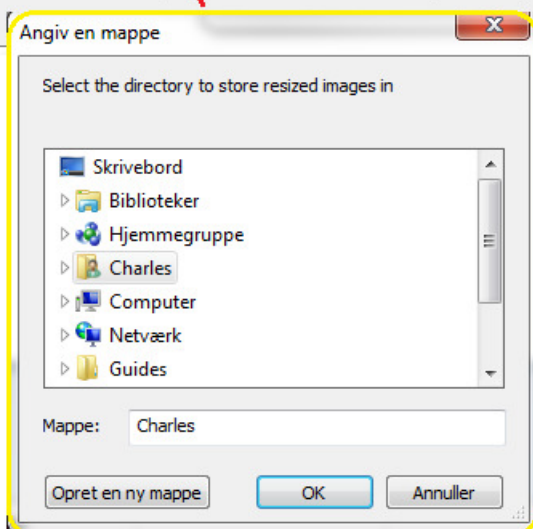 Angiv en mappe
Select the directory to store resized images in
Skrivebord
Biblioteker
Hjemmegruppe
Charles
Computer
Netværk
Guides
Mappe: Charles
Opret en ny mappe OK Annuller